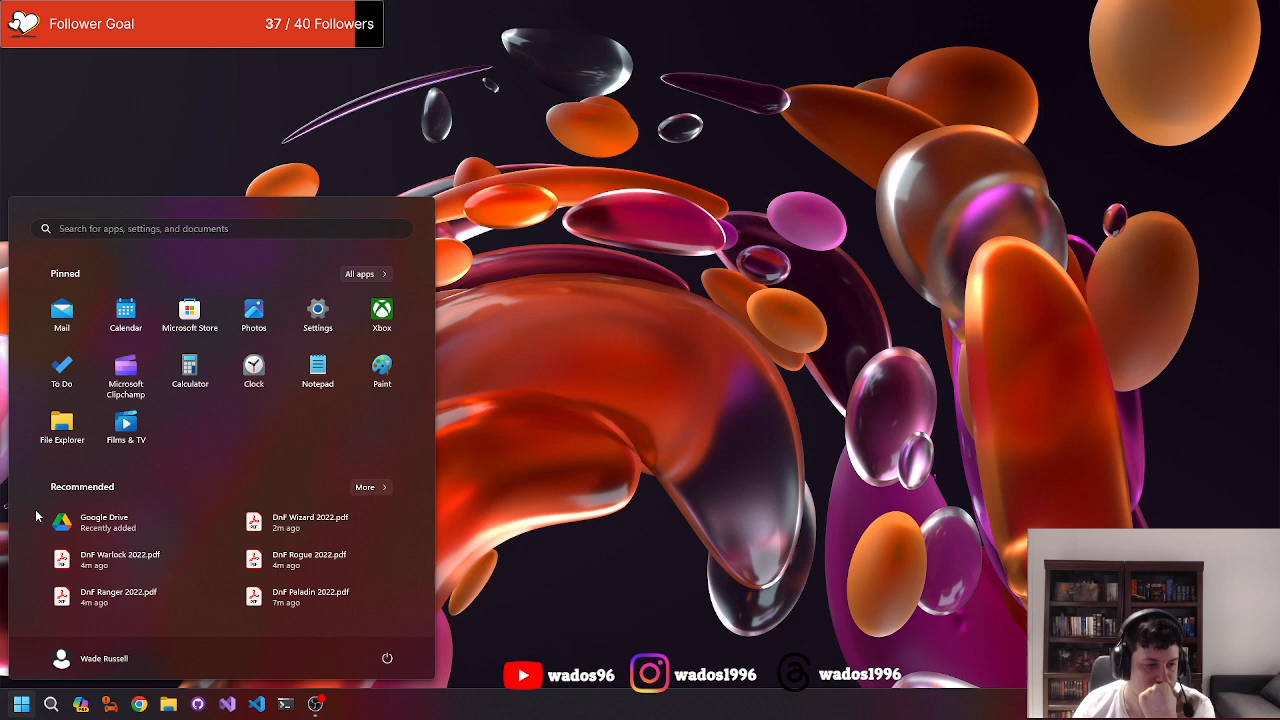 Follower Goal
37 / 40 Followers
Search for apps, settings, and documents
Pinned
All apps
Mail
Calendar
Microsoft Store
Photos
Settings
Xbox
To Do
Microsoft
Clipchamp
Calculator
Clock
Notepad
Paint
File Explorer
Films & TV
Recommended
More
Google Drive
Recently added
DnF Wizard 2022.pdf
2m ago
DnF Warlock 2022.pdf
4m ago
DnF Rogue 2022.pdf
4m ago
DnF Ranger 2022.pdf
4m ago
DnF Paladin 2022.pdf
7m ago
Wade Russell
wados96
wados1996
wados1996